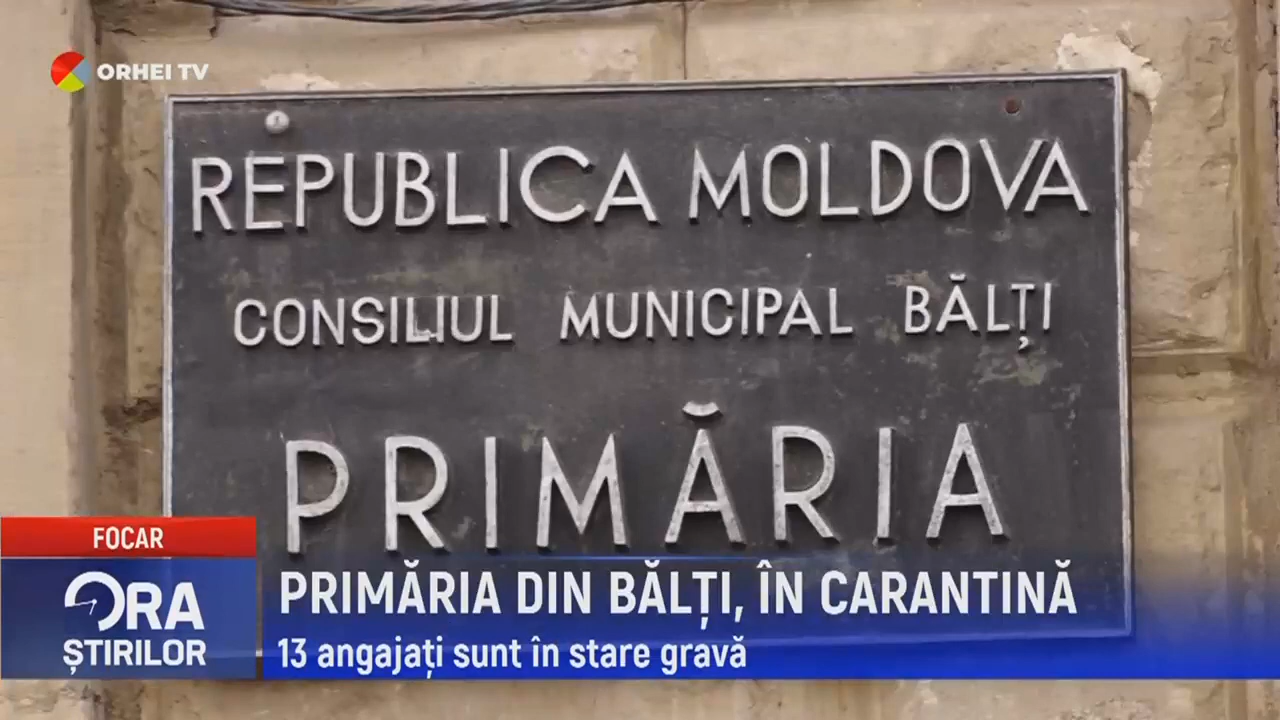 ORHEI TV
REPUBLICA MOLDOVA
CONSILIUL MUNICIPAL BĂLȚI
PRIMĂRIA
FOCAR
ORA
ȘTIRILOR
PRIMĂRIA DIN BĂLȚI, ÎN CARANTINĂ
13 angajați sunt în stare gravă